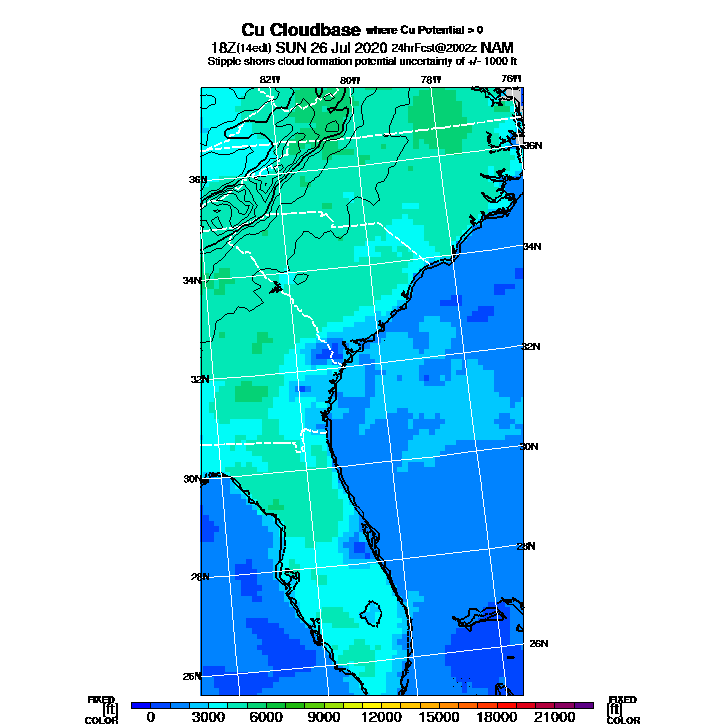 Cu Cloudbase where Cu Potential > 0
18Z(14edt) SUN 26 Jul 2020 24hrFcst@2002z NAM
Stipple shows cloud formation potential uncertainty of +/- 1000 ft
82W 80W 78W 76W
36N
36N
34N
34N
32N
32N
30N
30N
28N
28N
26N
26N
FIXED FIXED
[ft] [ft]
COLOR 0 3000 6000 9000 12000 15000 18000 21000 COLOR